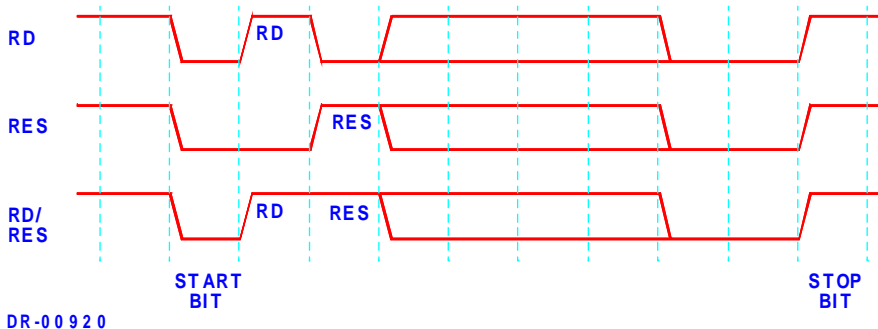 RD
RD
RES
RES
RD/
RES
RD
RES
START
BIT
STOP
BIT
DR-00920